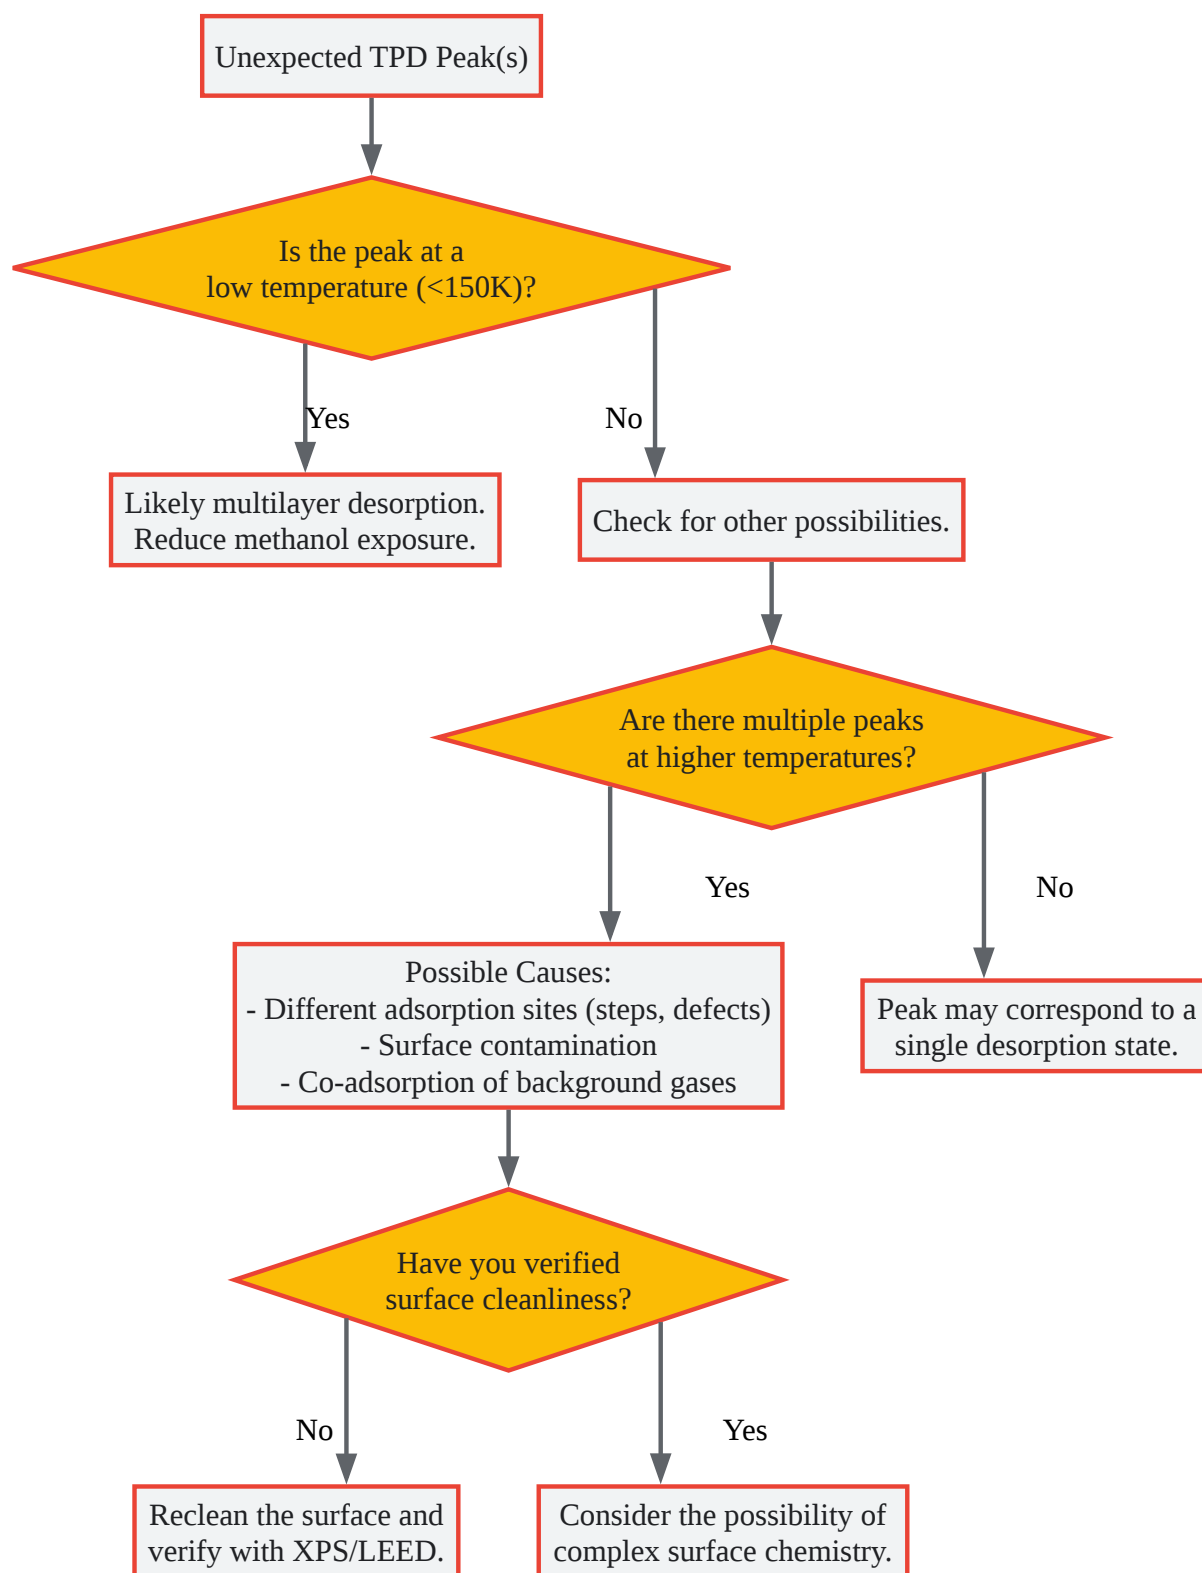 Unexpected TPD Peak(s)
Is the peak at a
low temperature (<150K)?
Yes
No
Likely multilayer desorption.
Reduce methanol exposure.
Check for other possibilities.
Are there multiple peaks
at higher temperatures?
Yes
No
Possible Causes:
- Different adsorption sites (steps, defects)
- Surface contamination
- Co-adsorption of background gases
Peak may correspond to a
single desorption state.
Have you verified
surface cleanliness?
No
Yes
Reclean the surface and
verify with XPS/LEED.
Consider the possibility of
complex surface chemistry.